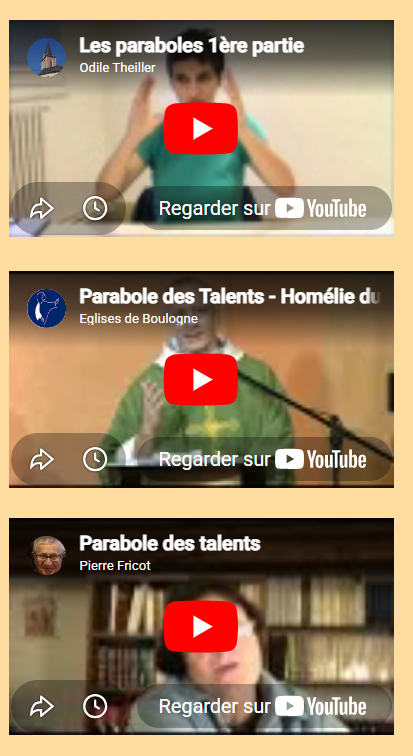 Les paraboles 1ère partie
Odile Theiller
Regarder sur YouTube
Parabole des Talents - Homélie du
Eglises de Boulogne
Regarder sur YouTube
Parabole des talents
Pierre Fricot
Regarder sur YouTube